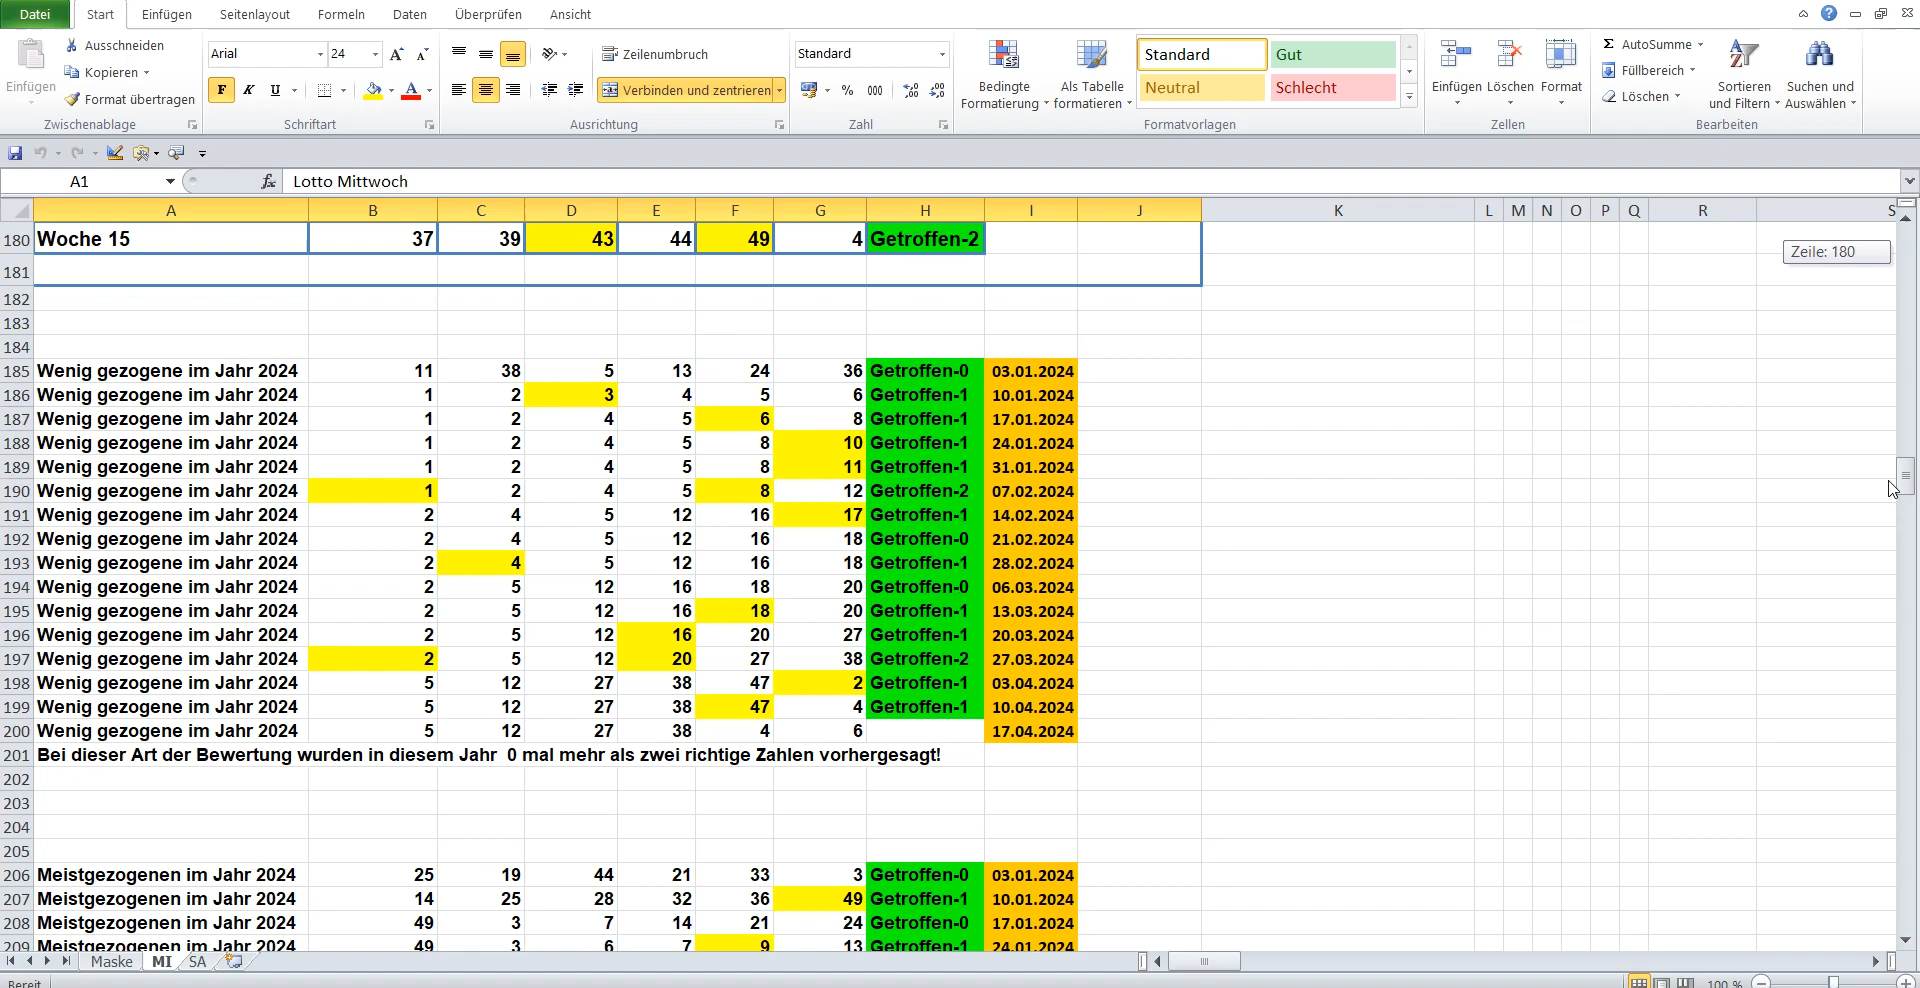 Datei Start Einfügen Seitenlayout Formeln Daten Überprüfen Ansicht
Einfügen
Ausschneiden
Kopieren
Format übertragen
Zwischenablage
Arial 24
F K U
Schriftart
Zeilenumbruch
Verbinden und zentrieren
Ausrichtung
Standard
% 000
Zahl
Bedingte Formatierung
Als Tabelle formatieren
Standard Gut
Neutral Schlecht
Formatvorlagen
Einfügen Löschen Format
Zellen
Σ AutoSumme
Füllbereich
Löschen
Sortieren und Filtern
Suchen und Auswählen
Bearbeiten
A1 fx Lotto Mittwoch
A B C D E F G H I J K L M N O P Q R S
180 Woche 15 37 39 43 44 49 4 Getroffen-2
Zeile: 180
181
182
183
184
185 Wenig gezogene im Jahr 2024 11 38 5 13 24 36 Getroffen-0 03.01.2024
186 Wenig gezogene im Jahr 2024 1 2 3 4 5 6 Getroffen-1 10.01.2024
187 Wenig gezogene im Jahr 2024 1 2 4 5 6 8 Getroffen-1 17.01.2024
188 Wenig gezogene im Jahr 2024 1 2 4 5 8 10 Getroffen-1 24.01.2024
189 Wenig gezogene im Jahr 2024 1 2 4 5 8 11 Getroffen-1 31.01.2024
190 Wenig gezogene im Jahr 2024 1 2 4 5 8 12 Getroffen-2 07.02.2024
191 Wenig gezogene im Jahr 2024 2 4 5 12 16 17 Getroffen-1 14.02.2024
192 Wenig gezogene im Jahr 2024 2 4 5 12 16 18 Getroffen-0 21.02.2024
193 Wenig gezogene im Jahr 2024 2 4 5 12 16 18 Getroffen-1 28.02.2024
194 Wenig gezogene im Jahr 2024 2 5 12 16 18 20 Getroffen-0 06.03.2024
195 Wenig gezogene im Jahr 2024 2 5 12 16 18 20 Getroffen-1 13.03.2024
196 Wenig gezogene im Jahr 2024 2 5 12 16 20 27 Getroffen-1 20.03.2024
197 Wenig gezogene im Jahr 2024 2 5 12 20 27 38 Getroffen-2 27.03.2024
198 Wenig gezogene im Jahr 2024 5 12 27 38 47 2 Getroffen-1 03.04.2024
199 Wenig gezogene im Jahr 2024 5 12 27 38 47 4 Getroffen-1 10.04.2024
200 Wenig gezogene im Jahr 2024 5 12 27 38 4 6 17.04.2024
201 Bei dieser Art der Bewertung wurden in diesem Jahr 0 mal mehr als zwei richtige Zahlen vorhergesagt!
202
203
204
205
206 Meistgezogenen im Jahr 2024 25 19 44 21 33 3 Getroffen-0 03.01.2024
207 Meistgezogenen im Jahr 2024 14 25 28 32 36 49 Getroffen-1 10.01.2024
208 Meistgezogenen im Jahr 2024 49 3 7 14 21 24 Getroffen-0 17.01.2024
209 Meistgezogenen im Jahr 2024 49 3 6 7 9 13 Getroffen-1 24.01.2024
Maske MI SA
Bereit 100 %